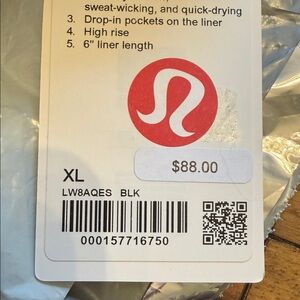 sweat-wicking, and quick-drying
3. Drop-in pockets on the liner
4. High rise
5. 6" liner length
$88.00
XL
LW8AQES BLK
000157716750